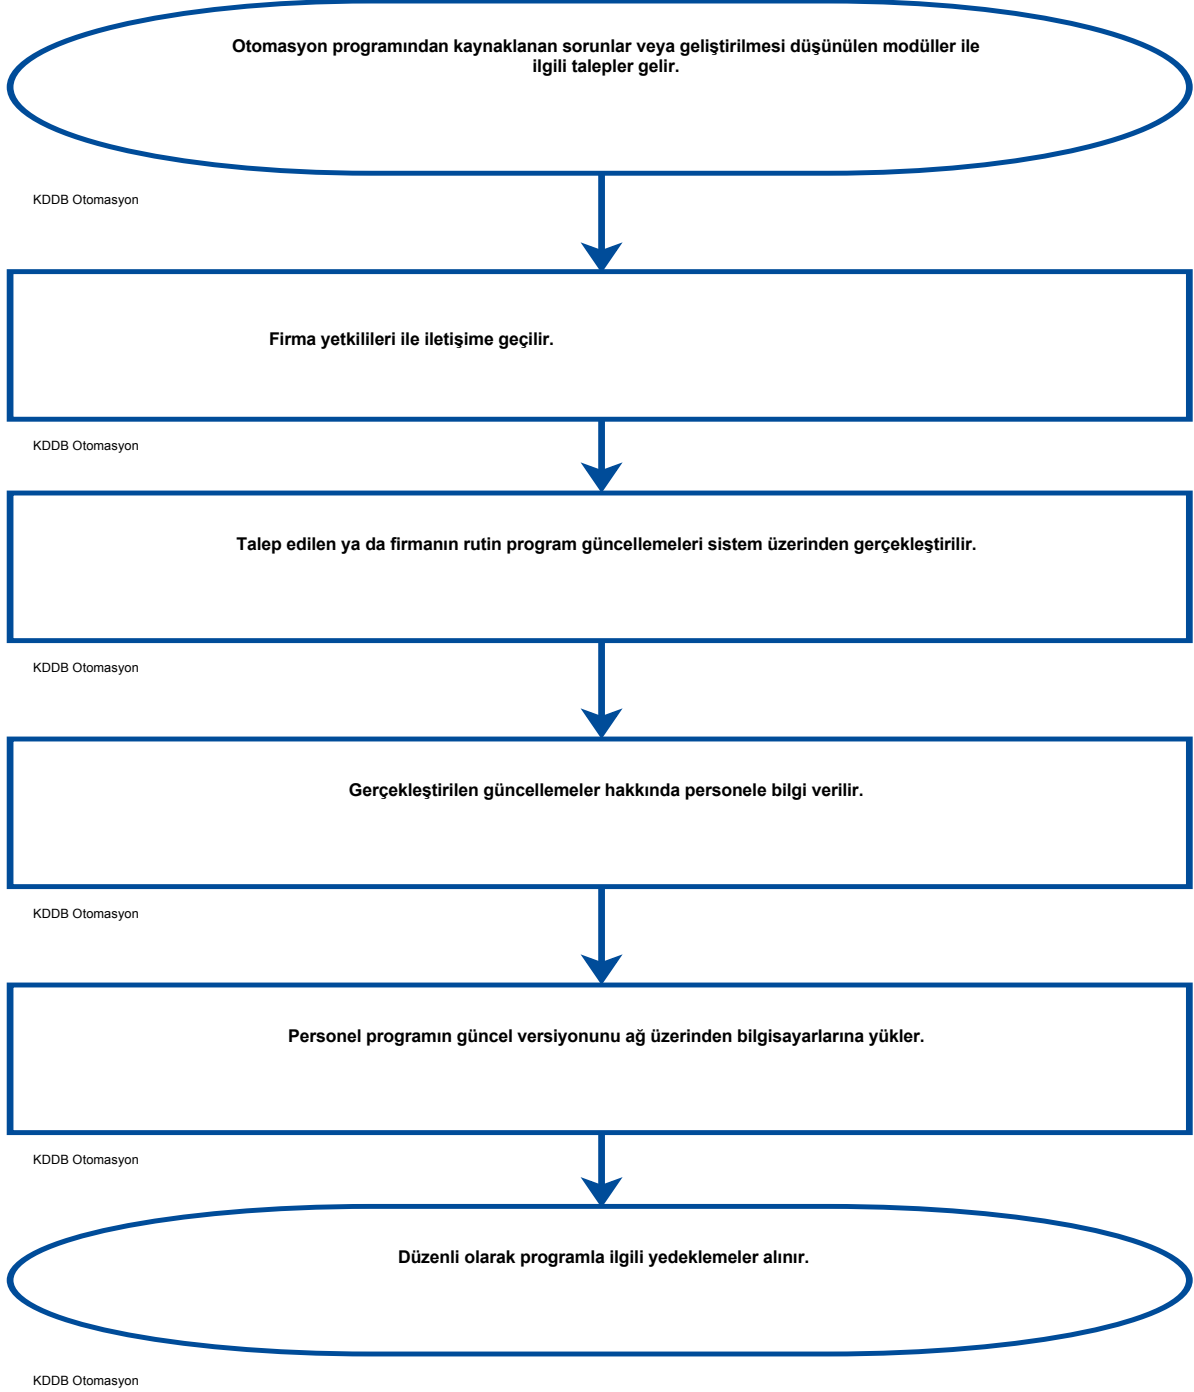 Otomasyon programından kaynaklanan sorunlar veya geliştirilmesi düşünülen modüller ile
ilgili talepler gelir.
KDDB Otomasyon
Firma yetkilileri ile iletişime geçilir.
KDDB Otomasyon
Talep edilen ya da firmanın rutin program güncellemeleri sistem üzerinden gerçekleştirilir.
KDDB Otomasyon
Gerçekleştirilen güncellemeler hakkında personele bilgi verilir.
KDDB Otomasyon
Personel programın güncel versiyonunu ağ üzerinden bilgisayarlarına yükler.
KDDB Otomasyon
Düzenli olarak programla ilgili yedeklemeler alınır.
KDDB Otomasyon